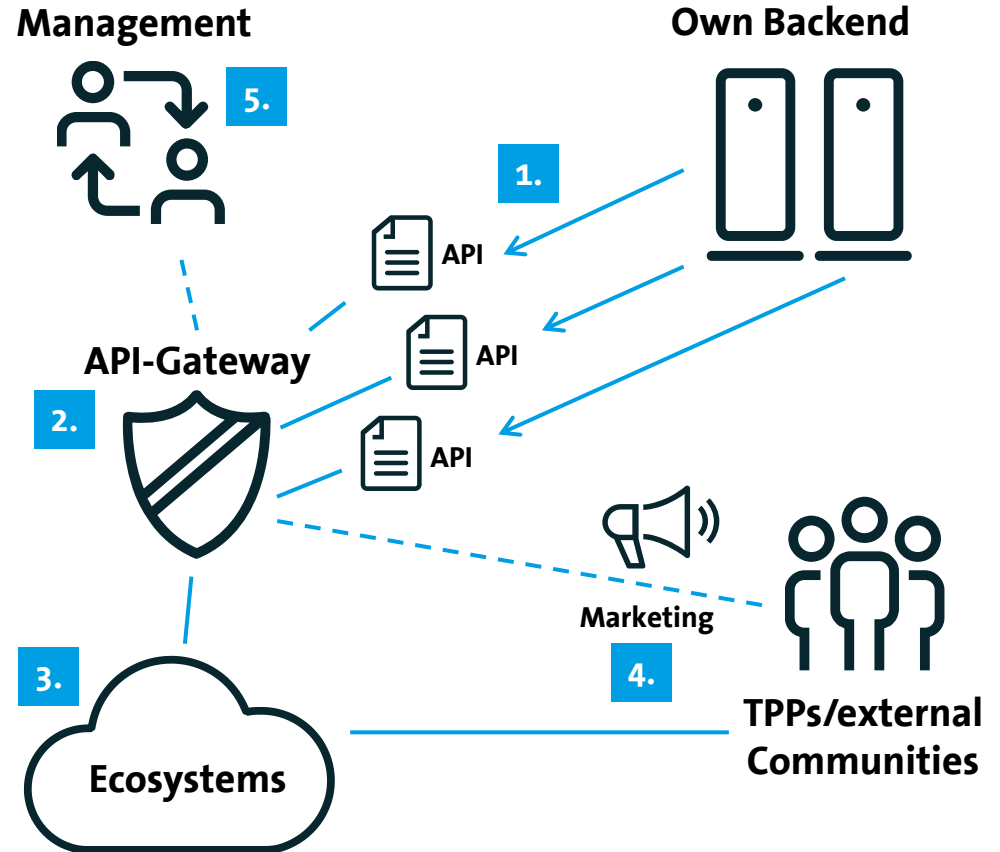 Management
Own Backend
5.
1.
API
API
API-Gateway
2.
API
Marketing
3.
4.
TPPs/external
Communities
Ecosystems